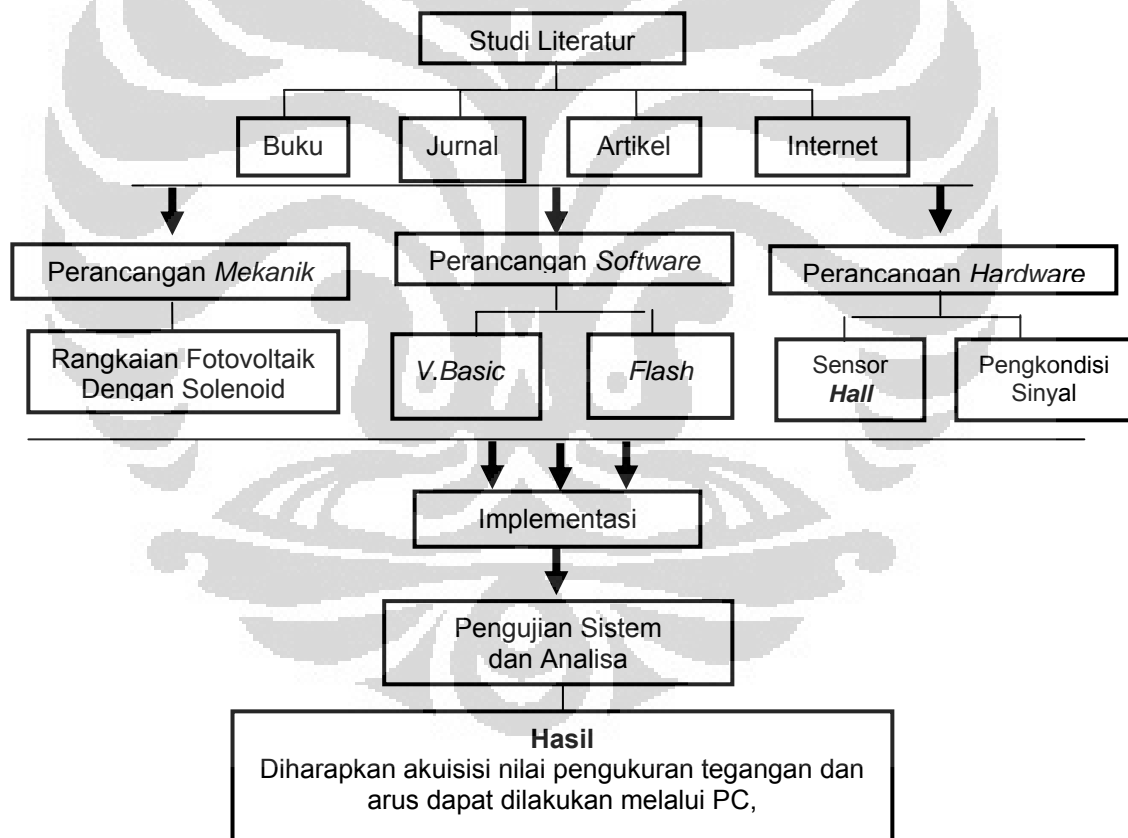 Studi Literatur
Buku
Jurnal
Artikel
Internet
Perancangan Mekanik
Perancangan Software
Perancangan Hardware
Rangkaian Fotovoltaik
Dengan Solenoid
V.Basic
Flash
Sensor
Hall
Pengkondisi
Sinyal
Implementasi
Pengujian Sistem
dan Analisa
Hasil
Diharapkan akuisisi nilai pengukuran tegangan dan
arus dapat dilakukan melalui PC,